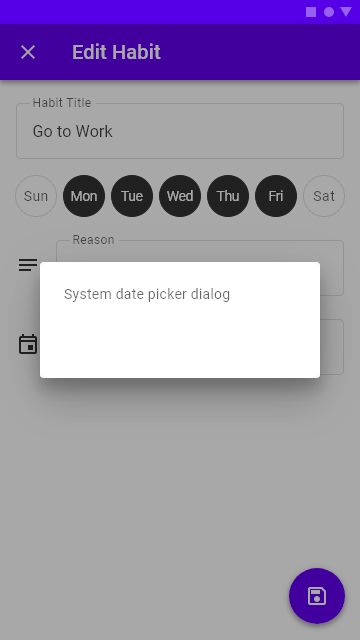 Edit Habit
Habit Title
Go to Work
Sun Mon Tue Wed Thu Fri Sat
Reason
System date picker dialog